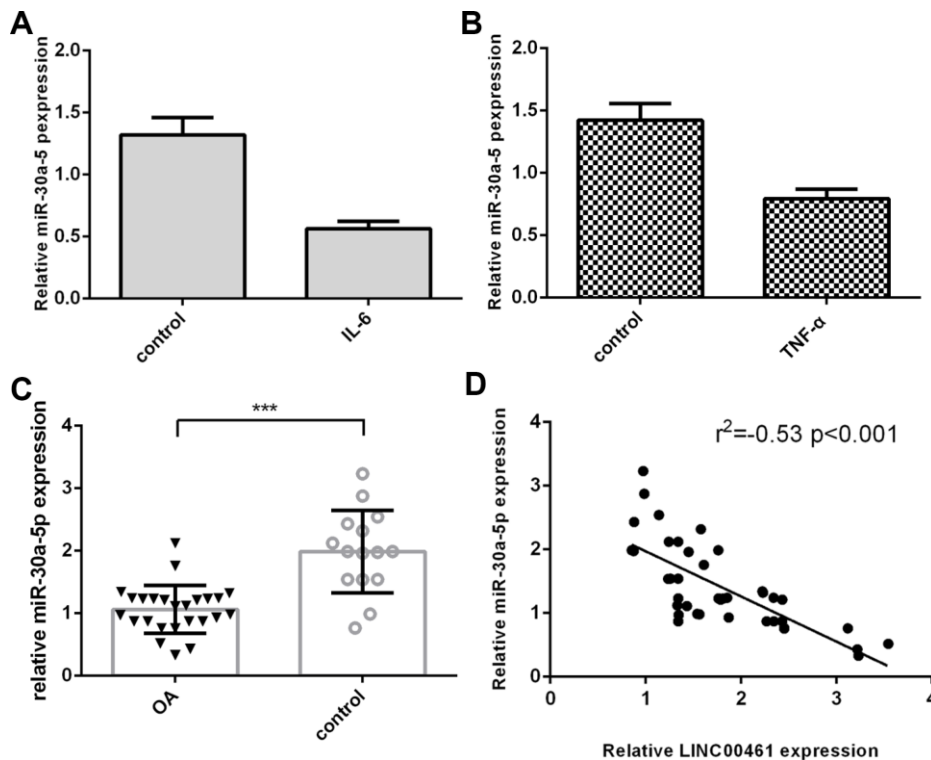 A
Relative miR-30a-5 pexpression
2.0
1.5
1.0
0.5
0.0
control
IL-6
B
Relative miR-30a-5 pexpression
2.0
1.5
1.0
0.5
0.0
control
TNF-α
C
relative miR-30a-5p expression
4
3
2
1
0
***
OA
control
D
Relative miR-30a-5p expression
4
3
2
1
0
r²=-0.53 p<0.001
0 1 2 3 4
Relative LINC00461 expression